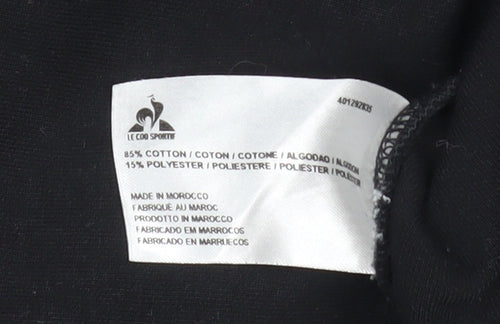 401292835
LE COQ SPORTIF
85% COTTON / COTON / COTONE / ALGODAO / ALGODON
15% POLYESTER / POLIESTERE / POLIESTER / POLIESTER
MADE IN MOROCCO
FABRIQUE AU MAROC
PRODOTTO IN MAROCCO
FABRICADO EM MARROCOS
FABRICADO EN MARRUECOS